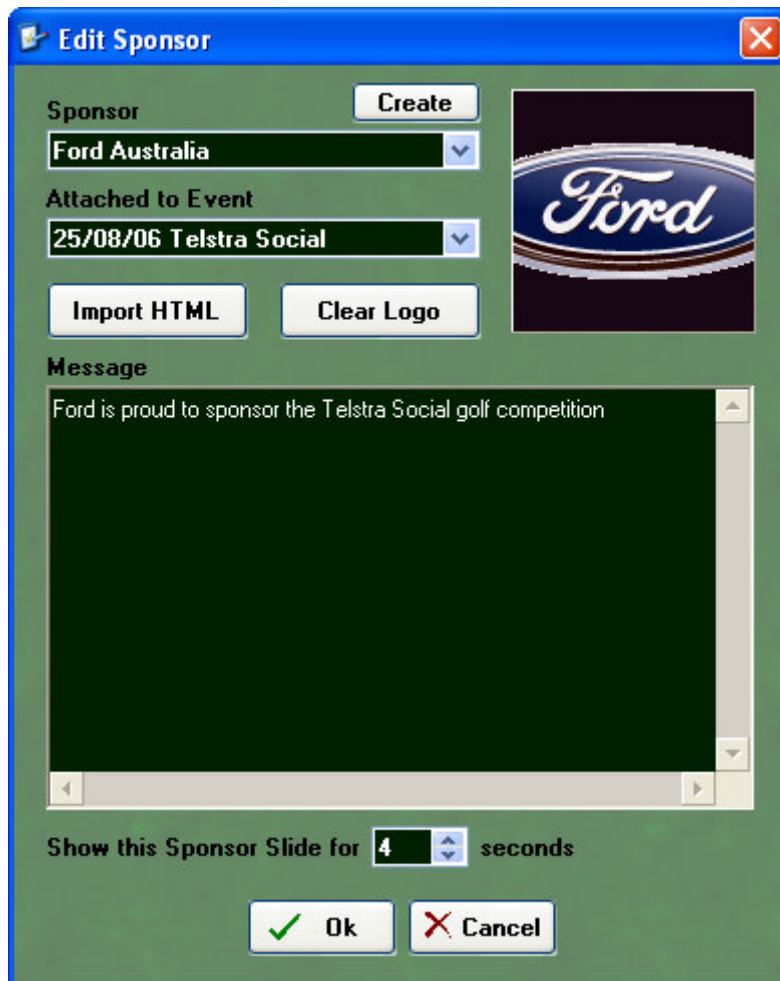 Edit Sponsor
Sponsor
Create
Ford Australia
Ford
Attached to Event
25/08/06 Telstra Social
Import HTML
Clear Logo
Message
Ford is proud to sponsor the Telstra Social golf competition
Show this Sponsor Slide for 4 seconds
Ok
Cancel